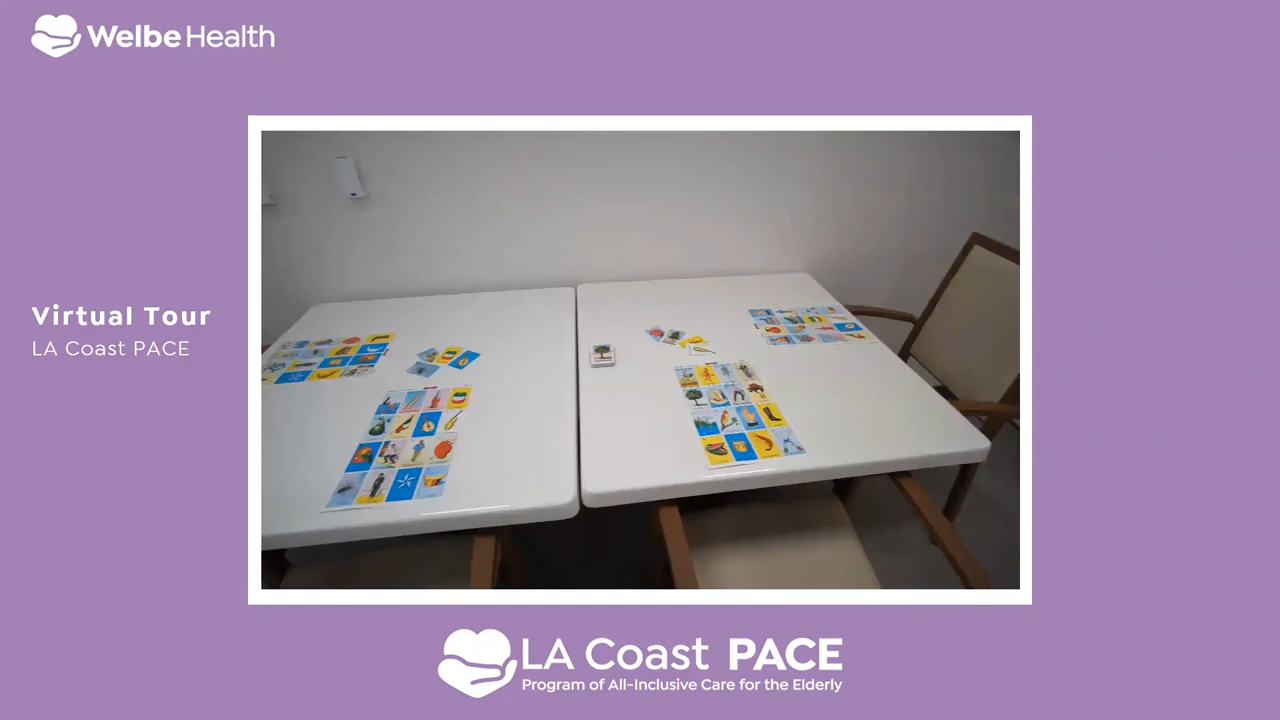 Welbe Health
Virtual Tour
LA Coast PACE
LA Coast PACE
Program of All-Inclusive Care for the Elderly